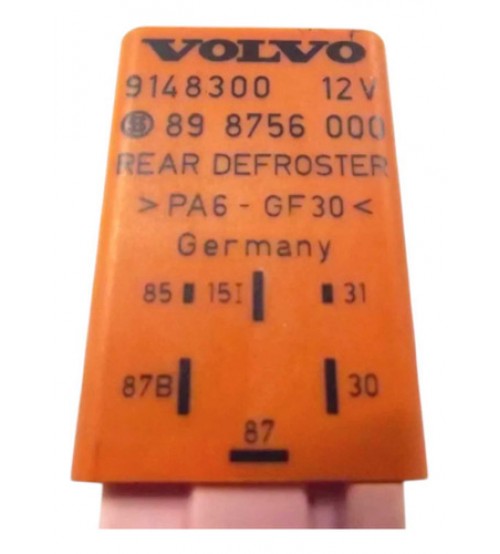 VOLVO
9148300 12V
89 8756 000
REAR DEFROSTER
>PA6-GF30<
Germany
85 15I 31
87B 30
87